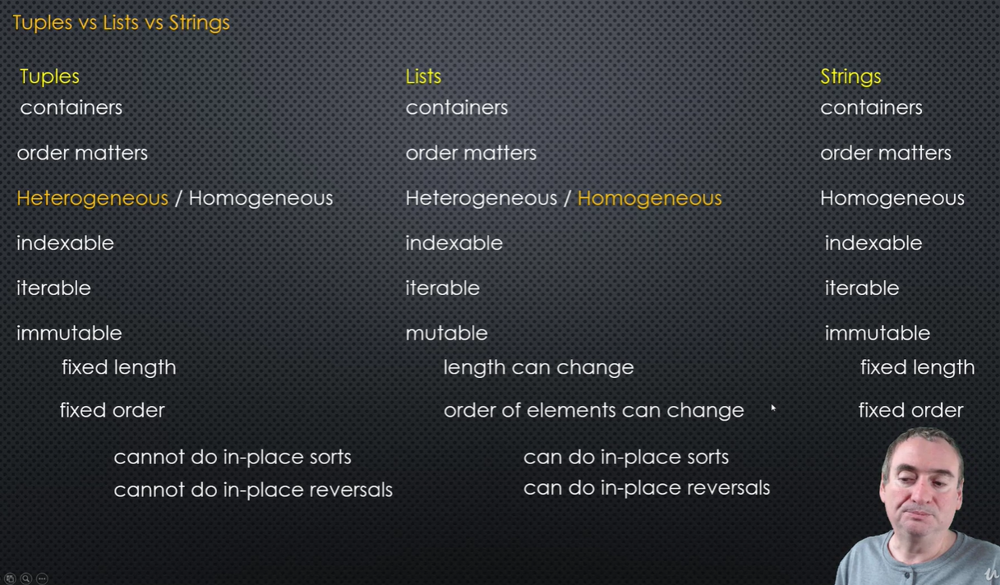 Tuples vs Lists vs Strings
Tuples
containers
order matters
Heterogeneous / Homogeneous
indexable
iterable
immutable
fixed length
fixed order
cannot do in-place sorts
cannot do in-place reversals
Lists
containers
order matters
Heterogeneous / Homogeneous
indexable
iterable
mutable
length can change
order of elements can change
can do in-place sorts
can do in-place reversals
Strings
containers
order matters
Homogeneous
indexable
iterable
immutable
fixed length
fixed order